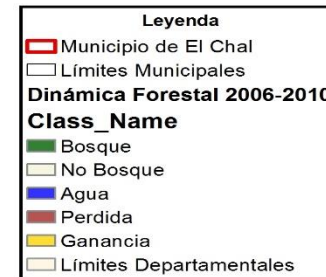 Leyenda
Municipio de El Chal
Límites Municipales
Dinámica Forestal 2006-2010
Class_Name
Bosque
No Bosque
Agua
Perdida
Ganancia
Límites Departamentales